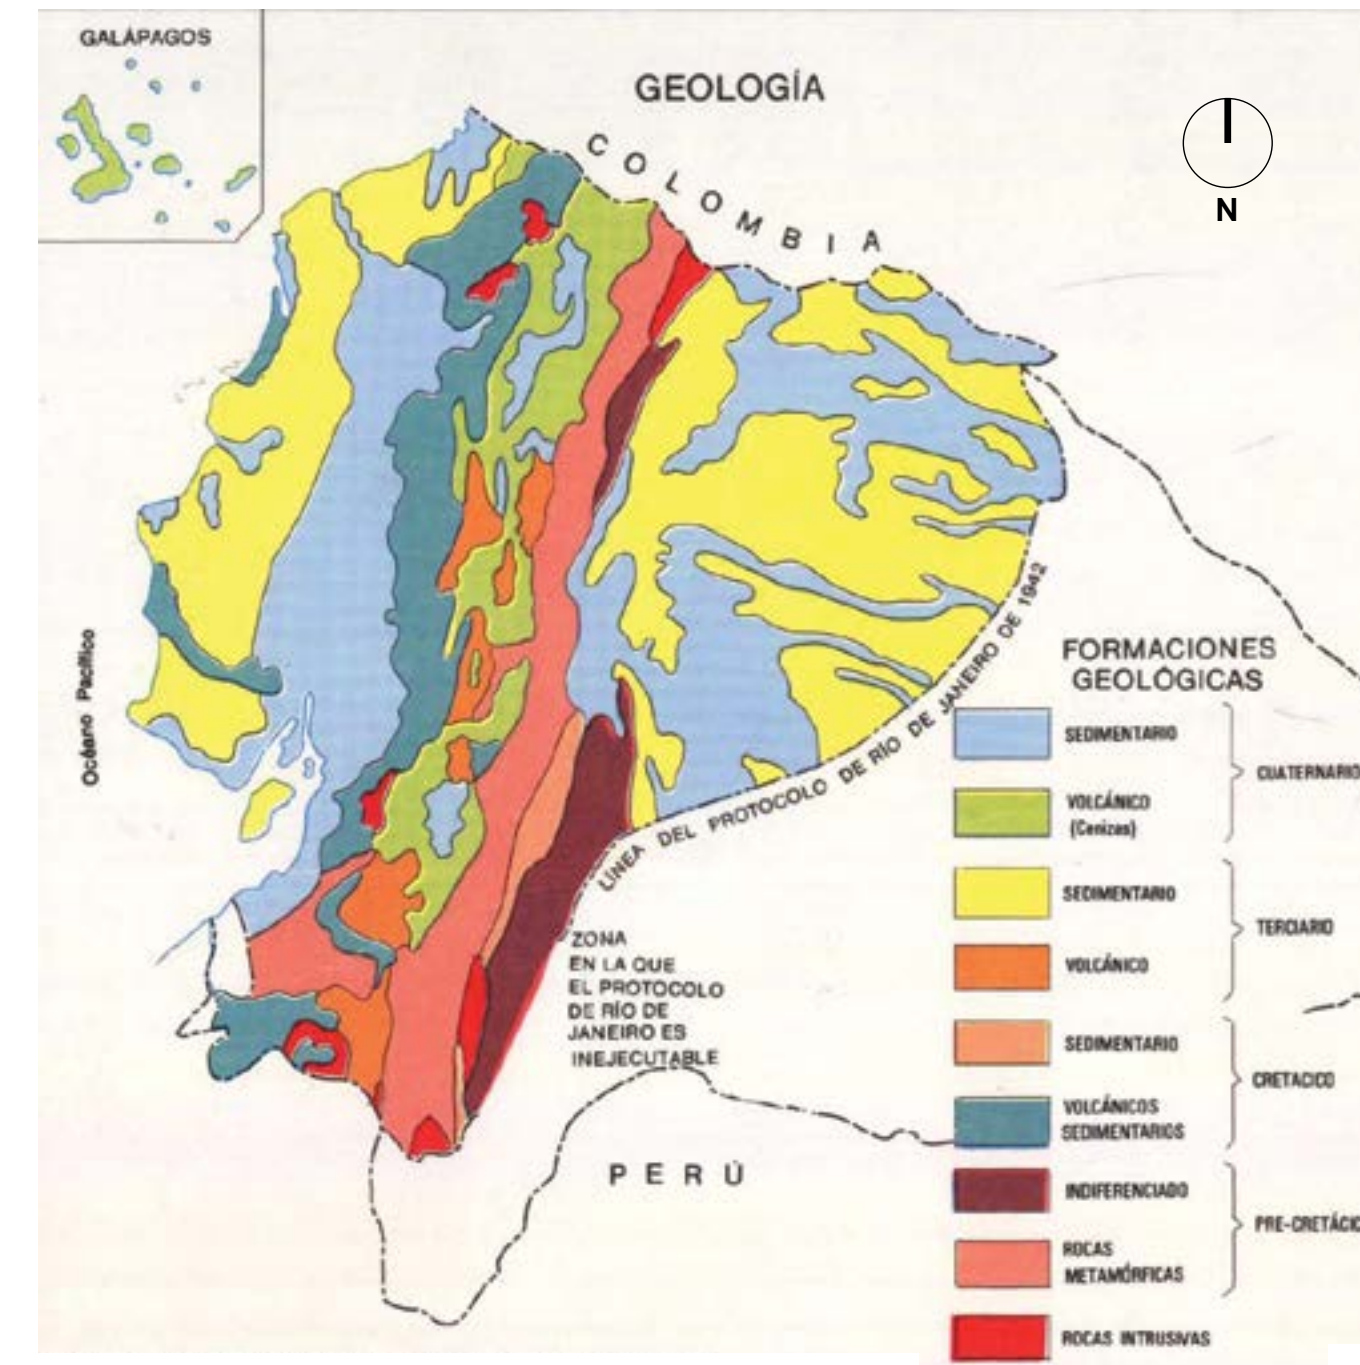 GALÁPAGOS
GEOLOGÍA
N
COLOMBIA
Océano Pacífico
LINEA DEL PROTOCOLO DE RÍO DE JANEIRO DE 1942
ZONA
EN LA QUE
EL PROTOCOLO
DE RÍO DE
JANEIRO ES
INEJECUTABLE
PERÚ
FORMACIONES
GEOLÓGICAS
SEDIMENTARIO
VOLCÁNICO
(Cenizas)
CUATERNARIO
SEDIMENTARIO
VOLCÁNICO
TERCIARIO
SEDIMENTARIO
VOLCÁNICOS
SEDIMENTARIOS
CRETACICO
INDIFERENCIADO
ROCAS
METAMÓRFICAS
PRE-CRETÁCIC
ROCAS INTRUSIVAS